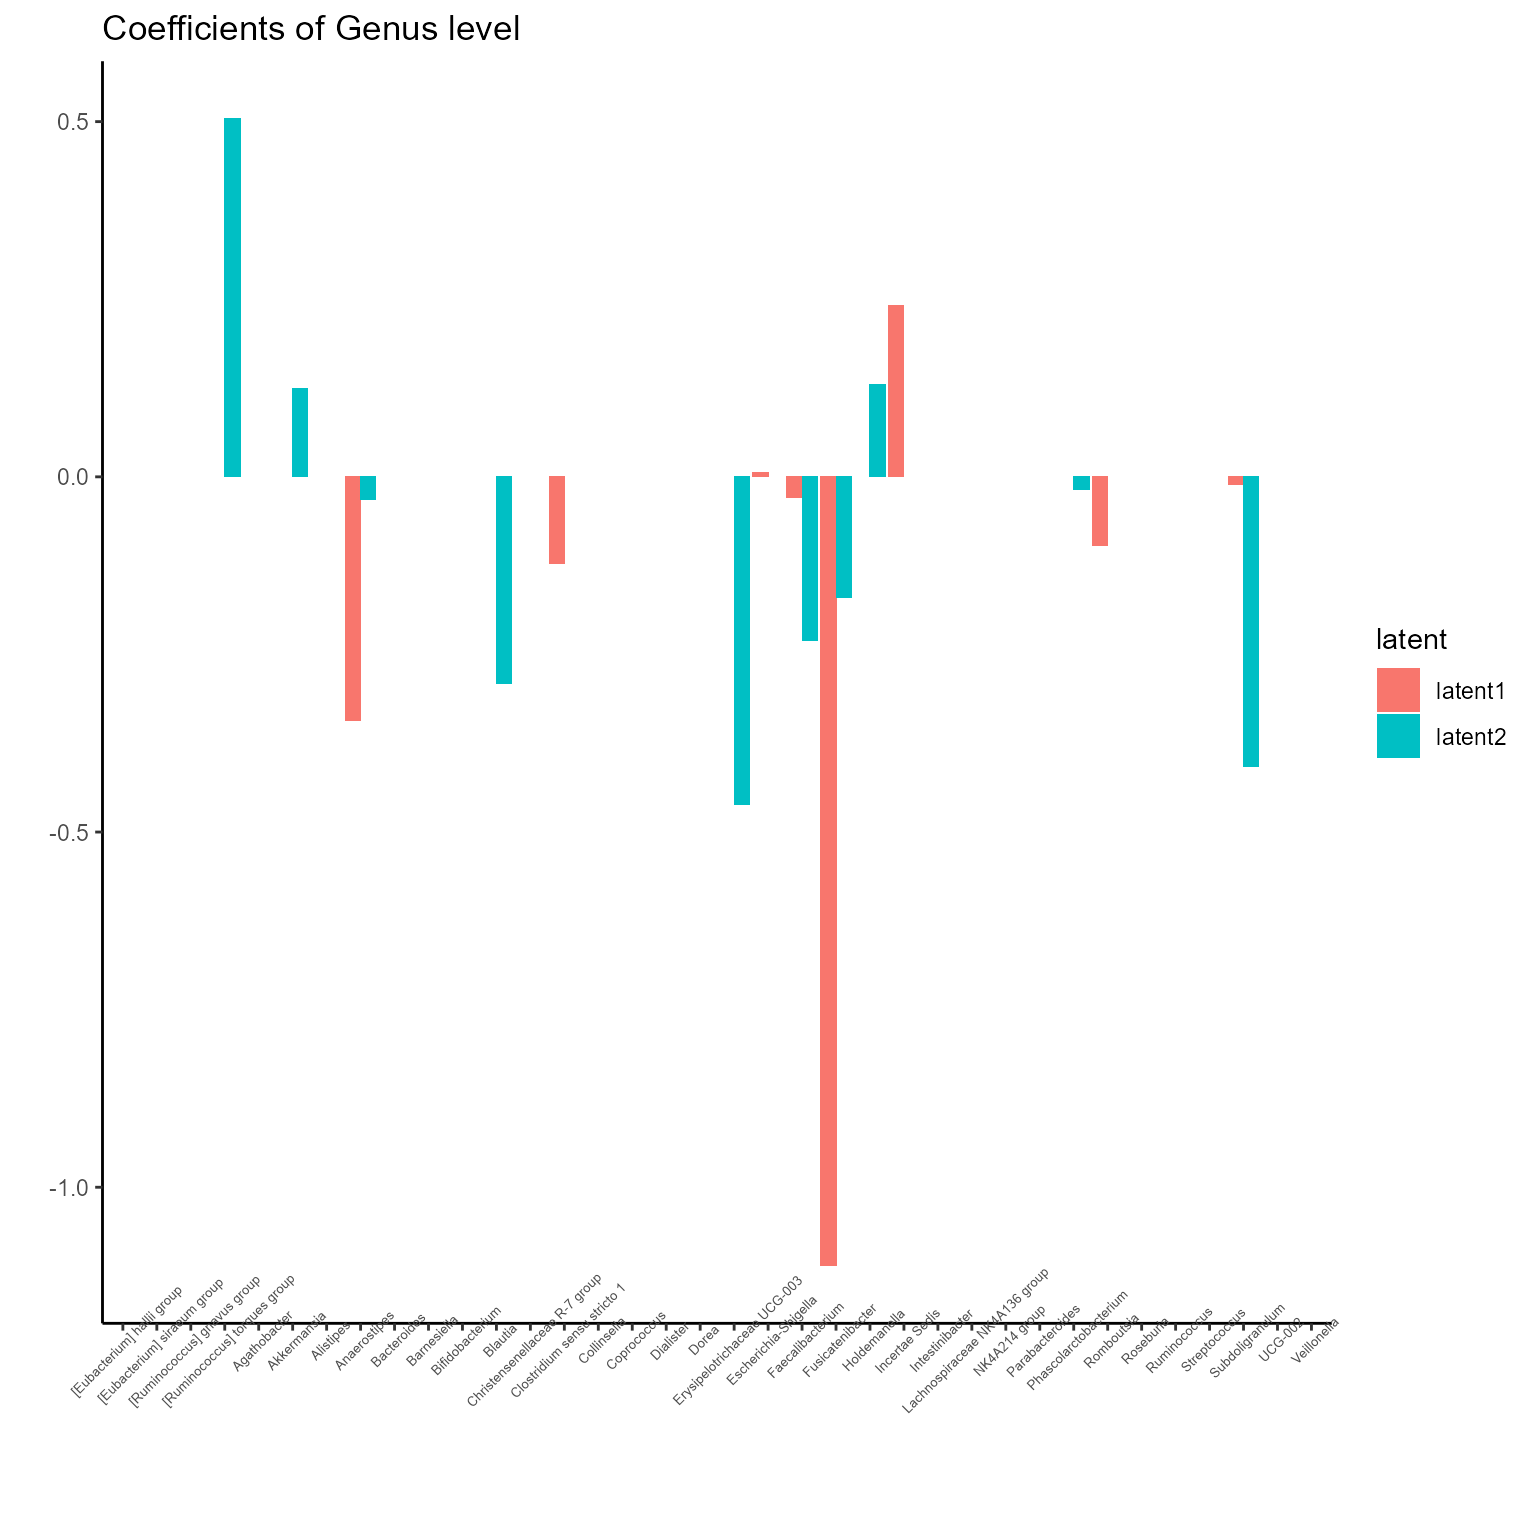 Coefficients of Genus level
0.5
0.0
-0.5
-1.0
[Eubacterium] hallii group
[Eubacterium] siraeum group
[Ruminococcus] gnavus group
[Ruminococcus] torques group
Agathobacter
Akkermansia
Alistipes
Anaerostipes
Bacteroides
Barnesiella
Bifidobacterium
Blautia
Christensenellaceae R-7 group
Clostridium sensu stricto 1
Collinsella
Coprococcus
Dialister
Dorea
Erysipelotrichaceae UCG-003
Escherichia-Shigella
Faecalibacterium
Fusicatenibacter
Holdemanella
Incertae Sedis
Intestinibacter
Lachnospiraceae NK4A136 group
NK4A214 group
Parabacteroides
Phascolarctobacterium
Romboutsia
Roseburia
Ruminococcus
Streptococcus
Subdoligranulum
UCG-002
Veillonella
latent
latent1
latent2